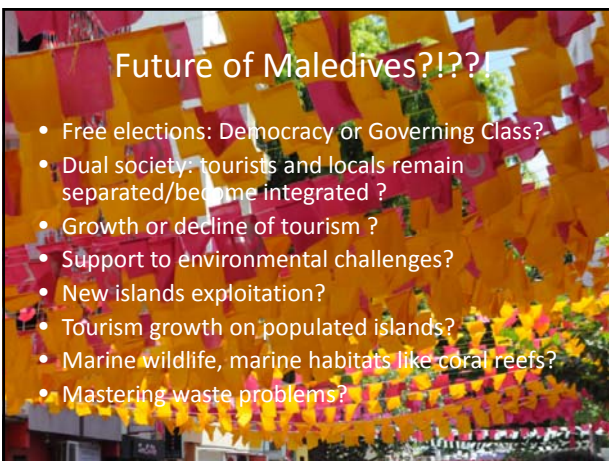 Future of Maledives?!??!
• Free elections: Democracy or Governing Class?
• Dual society: tourists and locals remain
separated/become integrated ?
• Growth or decline of tourism ?
• Support to environmental challenges?
• New islands exploitation?
• Tourism growth on populated islands?
• Marine wildlife, marine habitats like coral reefs?
• Mastering waste problems?